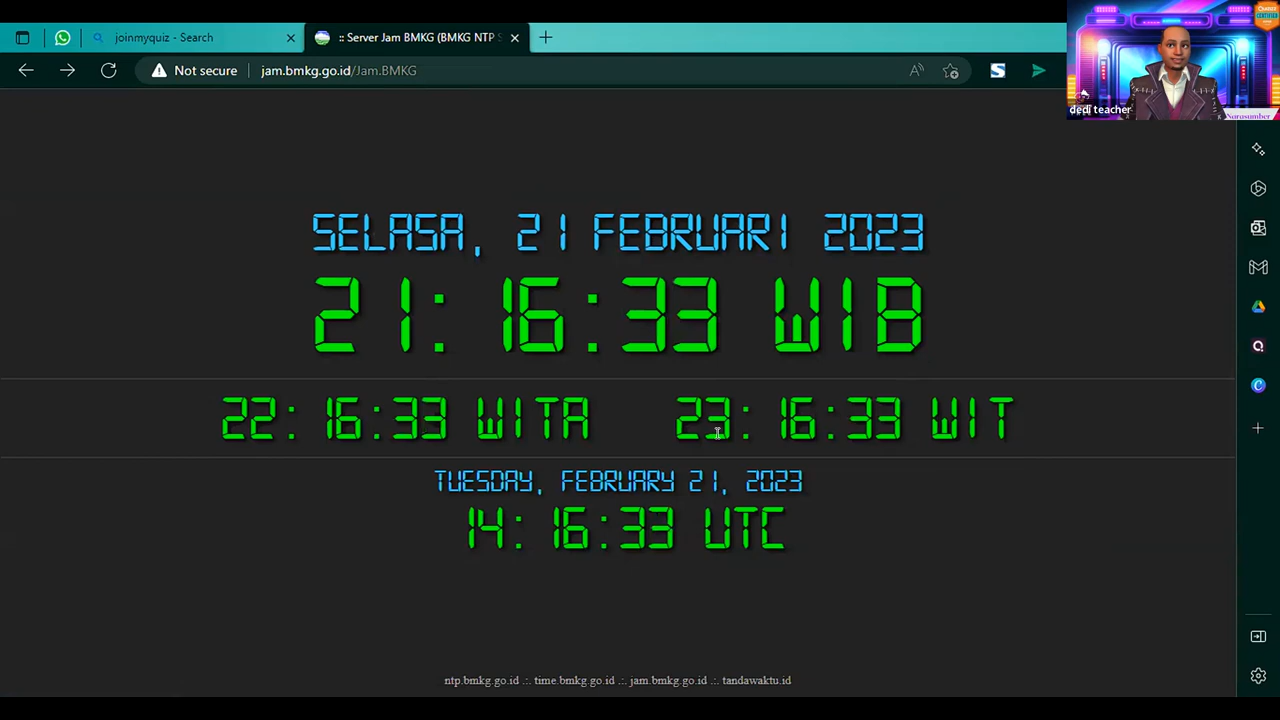 joinmyquiz - Search
:: Server Jam BMKG (BMKG NTP S
Not secure
jam.bmkg.go.id/Jam.BMKG
CERTIFIED
dedi teacher
Narasumber
SELASA, 21 FEBRUARI 2023
21: 16:33 WIB
22: 16:33 WITA
23: 16:33 WIT
TUESDAY, FEBRUARY 21, 2023
14: 16:33 UTC
ntp.bmkg.go.id .:. time.bmkg.go.id .:. jam.bmkg.go.id .:. tandawaktu.id